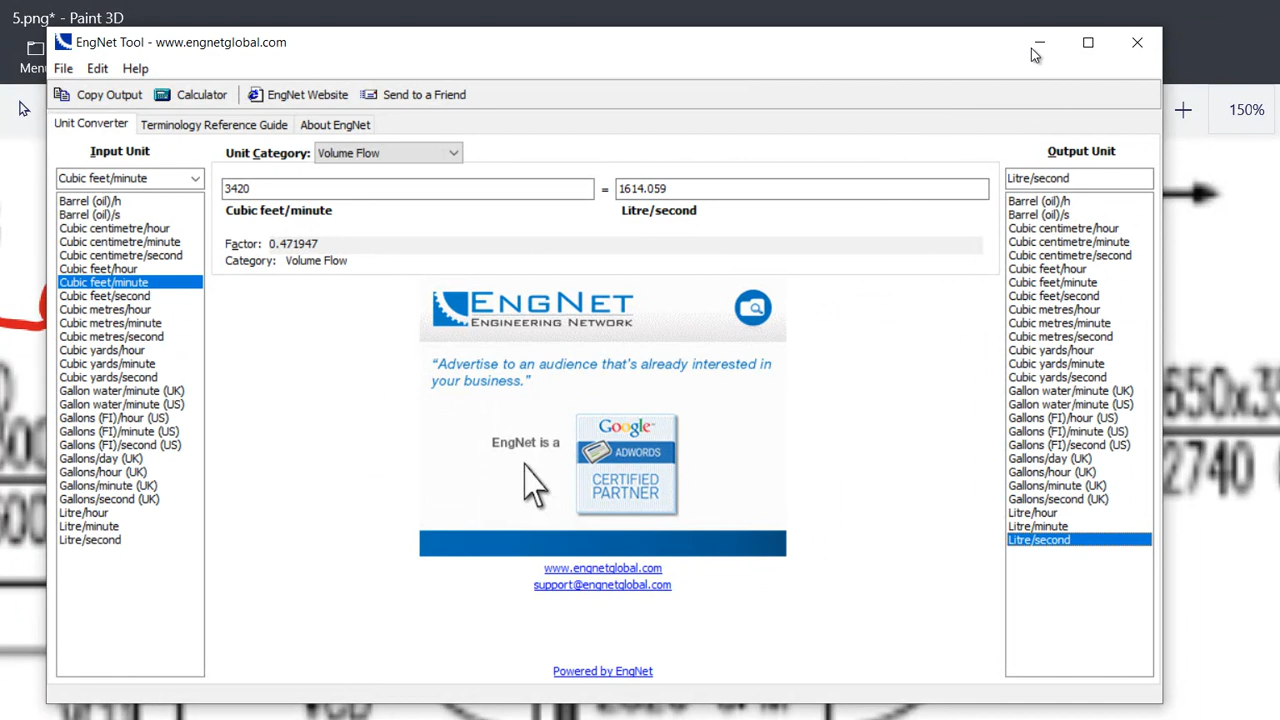 5.png* - Paint 3D
EngNet Tool - www.engnetglobal.com
Menu
File Edit Help
Copy Output Calculator EngNet Website Send to a Friend
150%
Unit Converter Terminology Reference Guide About EngNet
Input Unit
Unit Category: Volume Flow
Output Unit
Cubic feet/minute
3420 = 1614.059
Litre/second
Cubic feet/minute Litre/second
Factor: 0.471947
Category: Volume Flow
Barrel (oil)/h
Barrel (oil)/s
Cubic centimetre/hour
Cubic centimetre/minute
Cubic centimetre/second
Cubic feet/hour
Cubic feet/minute
Cubic feet/second
Cubic metres/hour
Cubic metres/minute
Cubic metres/second
Cubic yards/hour
Cubic yards/minute
Cubic yards/second
Gallon water/minute (UK)
Gallon water/minute (US)
Gallons (FI)/hour (US)
Gallons (FI)/minute (US)
Gallons (FI)/second (US)
Gallons/day (UK)
Gallons/hour (UK)
Gallons/minute (UK)
Gallons/second (UK)
Litre/hour
Litre/minute
Litre/second
ENGNET
ENGINEERING NETWORK
“Advertise to an audience that's already interested in
your business.”
EngNet is a
Google™
ADWORDS
CERTIFIED
PARTNER
www.engnetglobal.com
support@engnetglobal.com
Powered by EngNet
Barrel (oil)/h
Barrel (oil)/s
Cubic centimetre/hour
Cubic centimetre/minute
Cubic centimetre/second
Cubic feet/hour
Cubic feet/minute
Cubic feet/second
Cubic metres/hour
Cubic metres/minute
Cubic metres/second
Cubic yards/hour
Cubic yards/minute
Cubic yards/second
Gallon water/minute (UK)
Gallon water/minute (US)
Gallons (FI)/hour (US)
Gallons (FI)/minute (US)
Gallons (FI)/second (US)
Gallons/day (UK)
Gallons/hour (UK)
Gallons/minute (UK)
Gallons/second (UK)
Litre/hour
Litre/minute
Litre/second
2740
VCD